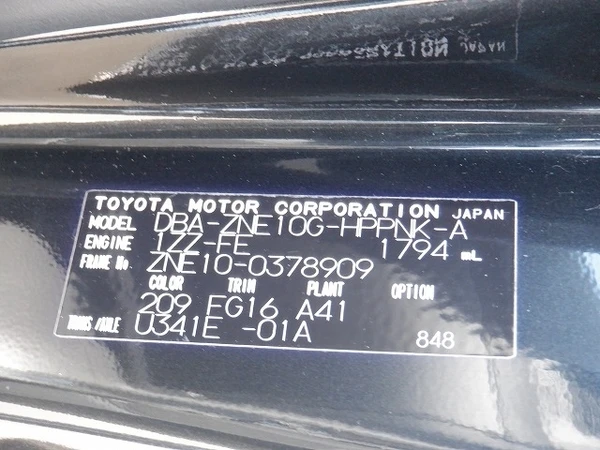 TOYOTA MOTOR CORPORATION JAPAN
MODEL DBA-ZNE10G-HPPNK-A
ENGINE 1ZZ-FE 1794 mL
FRAME No ZNE10-0378909
COLOR TRIM PLANT OPTION
209 EG16 A41
TRANS/AXLE U341E -01A 848